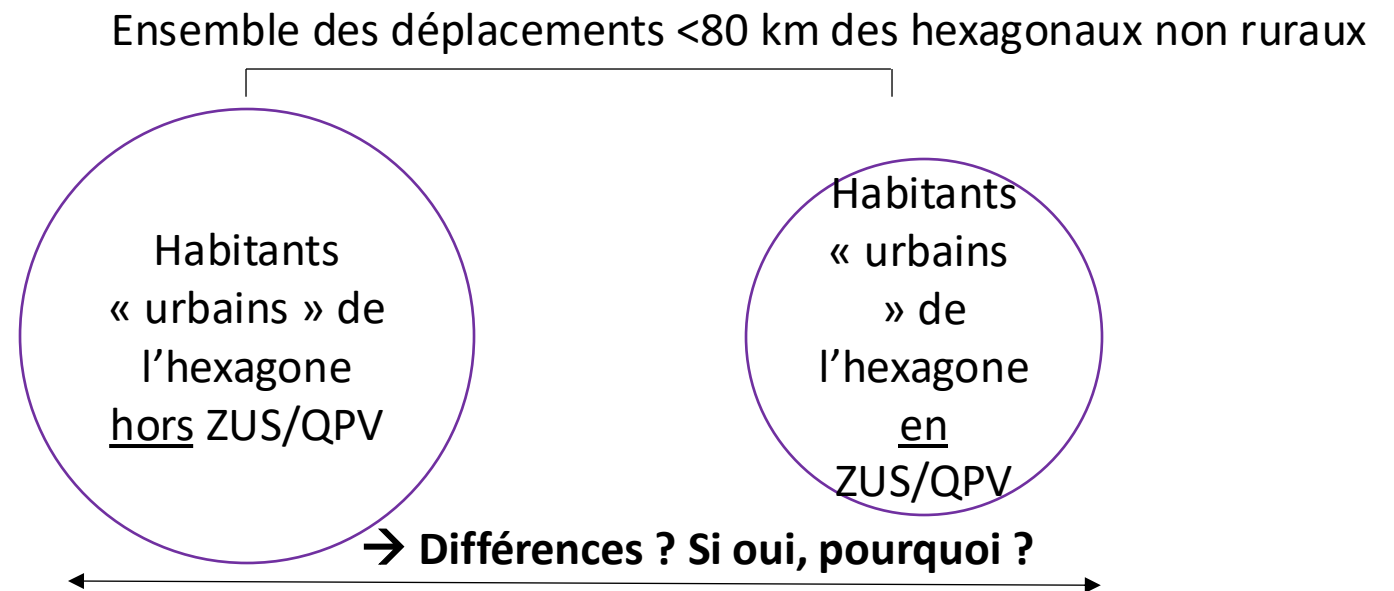 Ensemble des déplacements <80 km des hexagonaux non ruraux
Habitants
« urbains » de
l’hexagone
hors ZUS/QPV
Habitants
« urbains
» de
l’hexagone
en
ZUS/QPV
→ Différences ? Si oui, pourquoi ?